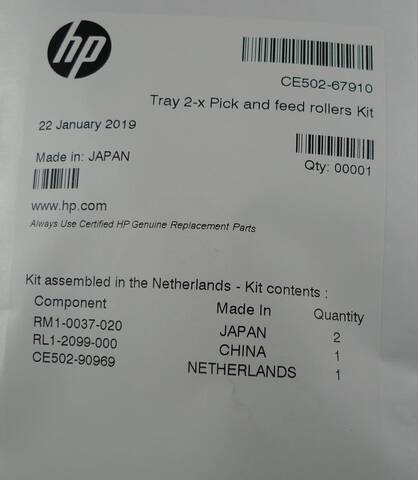 hp
CE502-67910
Tray 2-x Pick and feed rollers Kit
22 January 2019
Made in: JAPAN
Qty: 00001
www.hp.com
Always Use Certified HP Genuine Replacement Parts
Kit assembled in the Netherlands - Kit contents :
Component Made In Quantity
RM1-0037-020 JAPAN 2
RL1-2099-000 CHINA 1
CE502-90969 NETHERLANDS 1